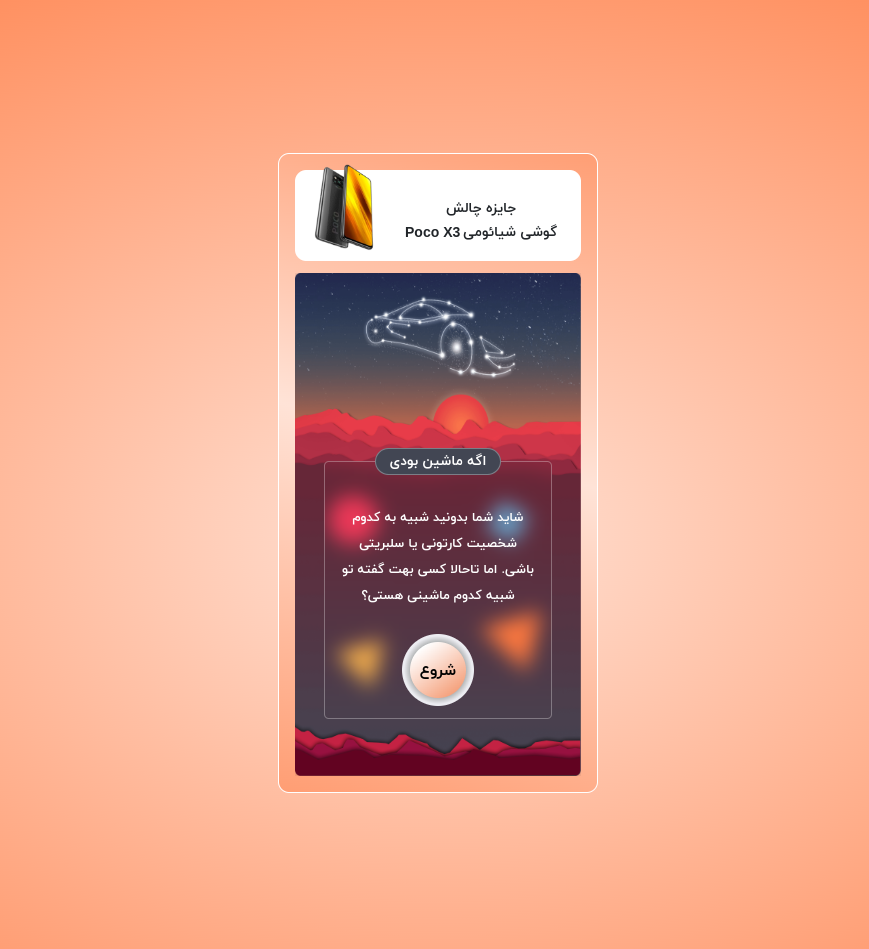 جایزه چالش
گوشی شیائومی Poco X3
POCO
اگه ماشین بودی
شاید شما بدونید شبیه به کدوم
شخصیت کارتونی یا سلبریتی
باشی. اما تاحالا کسی بهت گفته تو
شبیه کدوم ماشینی هستی؟
شروع